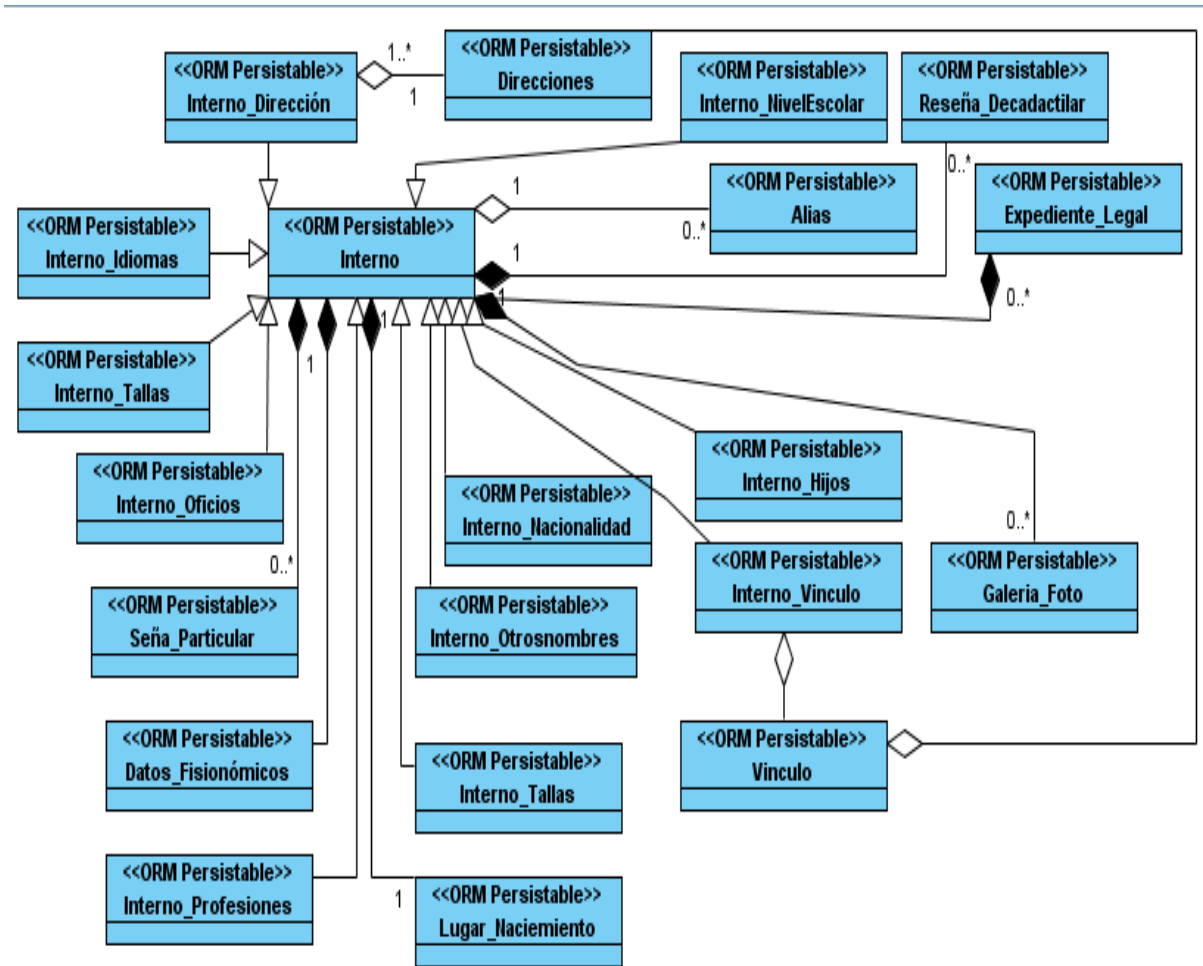 <<ORM Persistable>>
Interno_Dirección
1..*
1
<<ORM Persistable>>
Direcciones
<<ORM Persistable>>
Interno_NivelEscolar
<<ORM Persistable>>
Reseña_Decadactilar
0..*
<<ORM Persistable>>
Interno_Idiomas
<<ORM Persistable>>
Interno
1
0..*
<<ORM Persistable>>
Alias
<<ORM Persistable>>
Expediente_Legal
1
0..*
1
<<ORM Persistable>>
Interno_Tallas
1
1
<<ORM Persistable>>
Interno_Oficios
<<ORM Persistable>>
Interno_Nacionalidad
<<ORM Persistable>>
Interno_Hijos
0..*
0..*
<<ORM Persistable>>
Seña_Particular
<<ORM Persistable>>
Interno_Otrosnombres
<<ORM Persistable>>
Interno_Vinculo
<<ORM Persistable>>
Galeria_Foto
<<ORM Persistable>>
Datos_Fisionómicos
<<ORM Persistable>>
Interno_Tallas
<<ORM Persistable>>
Vinculo
<<ORM Persistable>>
Interno_Profesiones
1
<<ORM Persistable>>
Lugar_Naciemiento